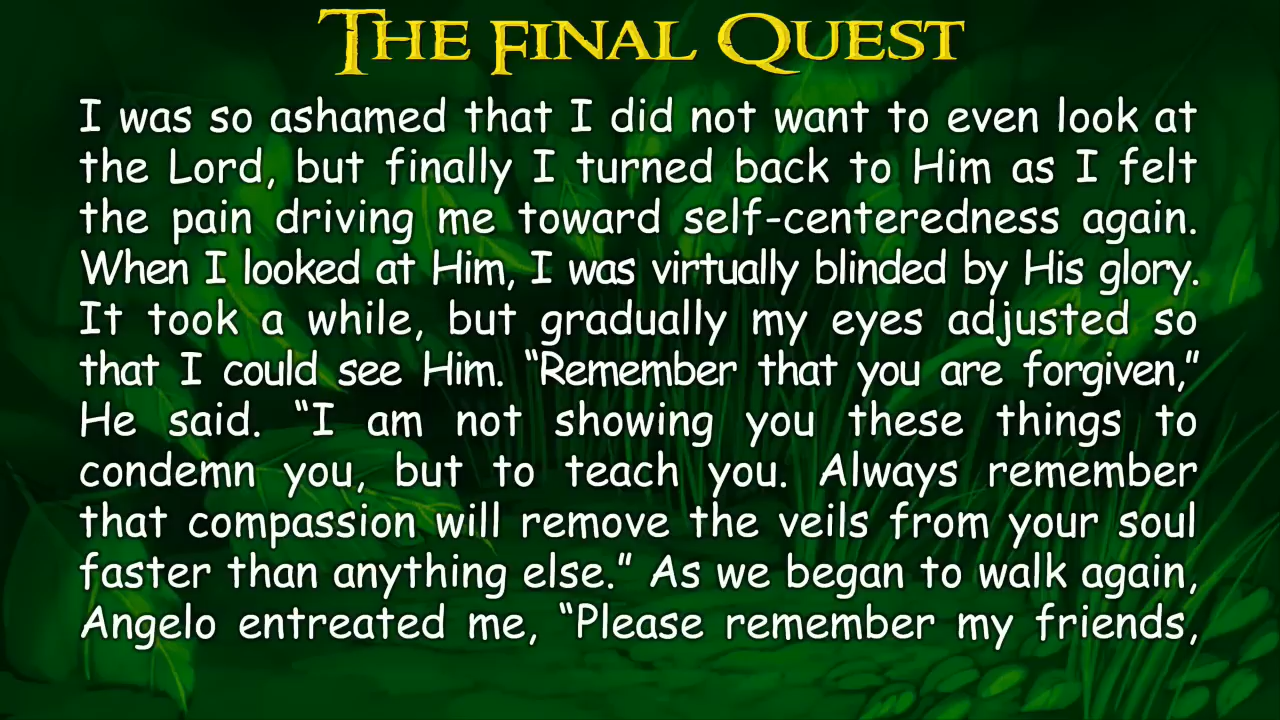 The Final Quest
I was so ashamed that I did not want to even look at
the Lord, but finally I turned back to Him as I felt
the pain driving me toward self-centeredness again.
When I looked at Him, I was virtually blinded by His glory.
It took a while, but gradually my eyes adjusted so
that I could see Him. “Remember that you are forgiven,”
He said. “I am not showing you these things to
condemn you, but to teach you. Always remember
that compassion will remove the veils from your soul
faster than anything else.” As we began to walk again,
Angelo entreated me, “Please remember my friends,